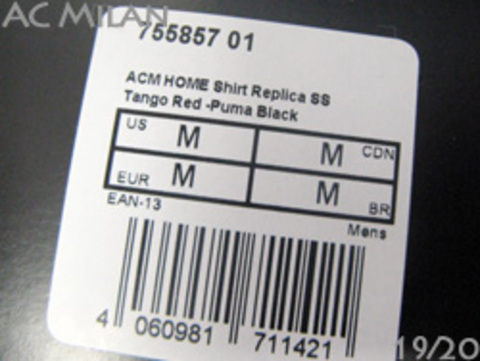 AC MILAN
755857 01
ACM HOME Shirt Replica SS
Tango Red -Puma Black
US M M CDN
EUR M M BR
EAN-13
Mens
4 060981 711421
19/20